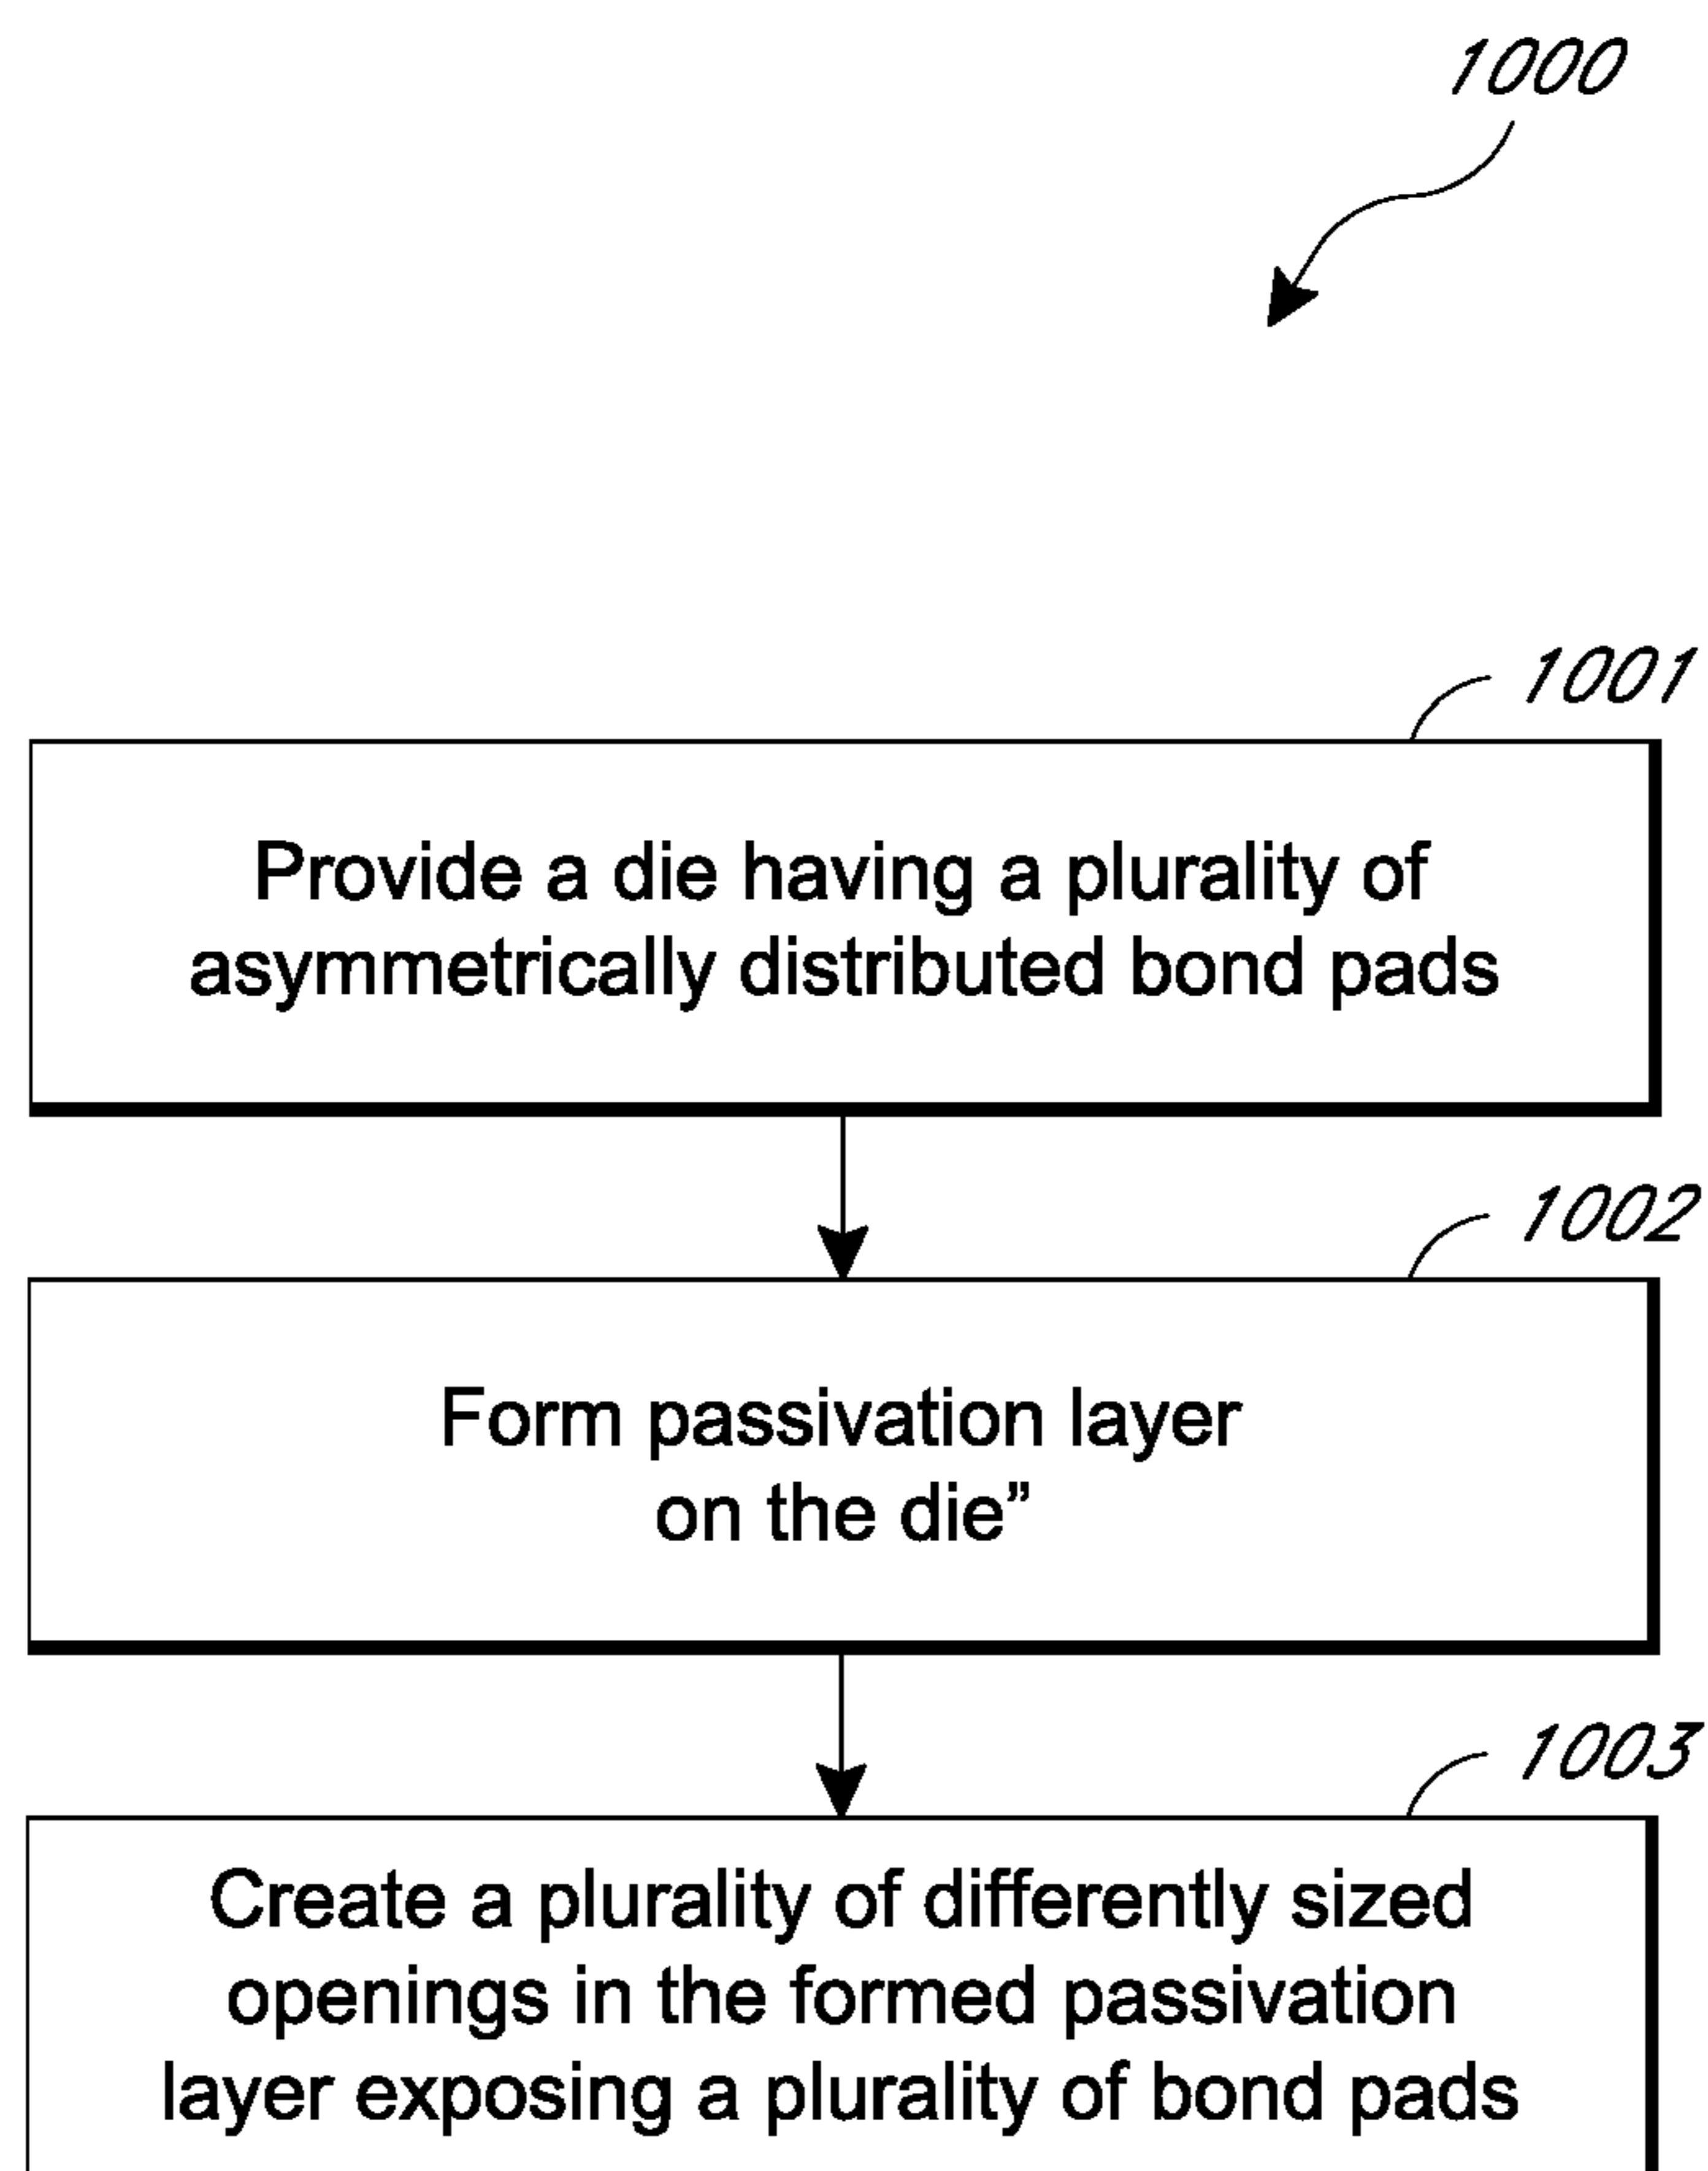 1000
1001
Provide a die having a plurality of
asymmetrically distributed bond pads
1002
Form passivation layer
on the die”
1003
Create a plurality of differently sized
openings in the formed passivation
layer exposing a plurality of bond pads